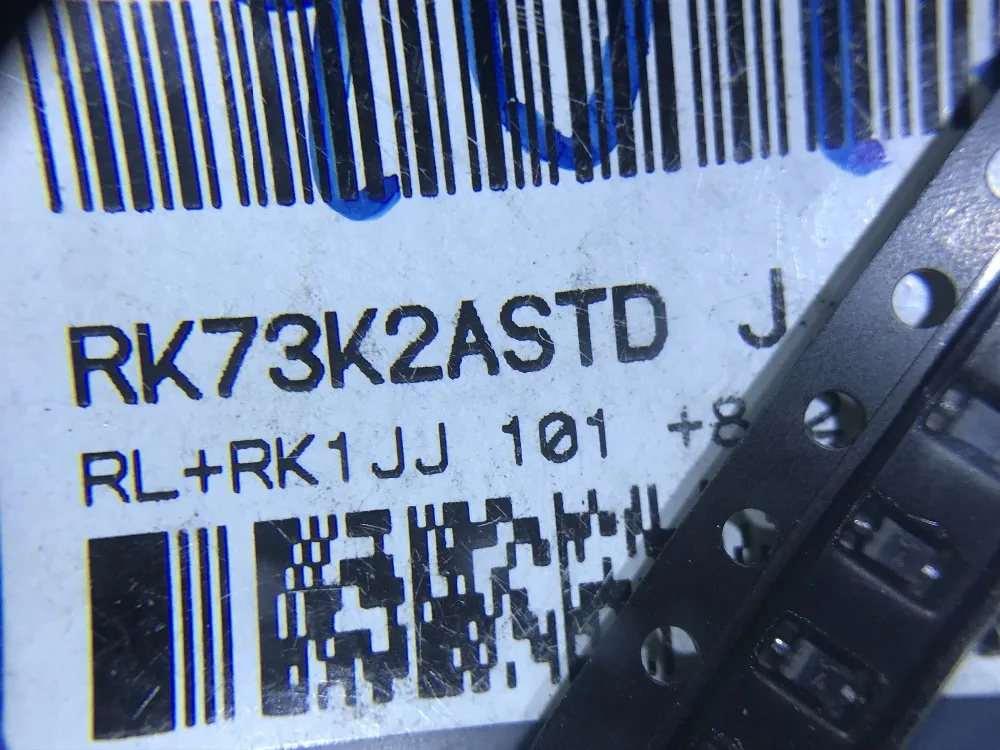 RK73K2ASTD J
RL+RK1JJ 101 +8